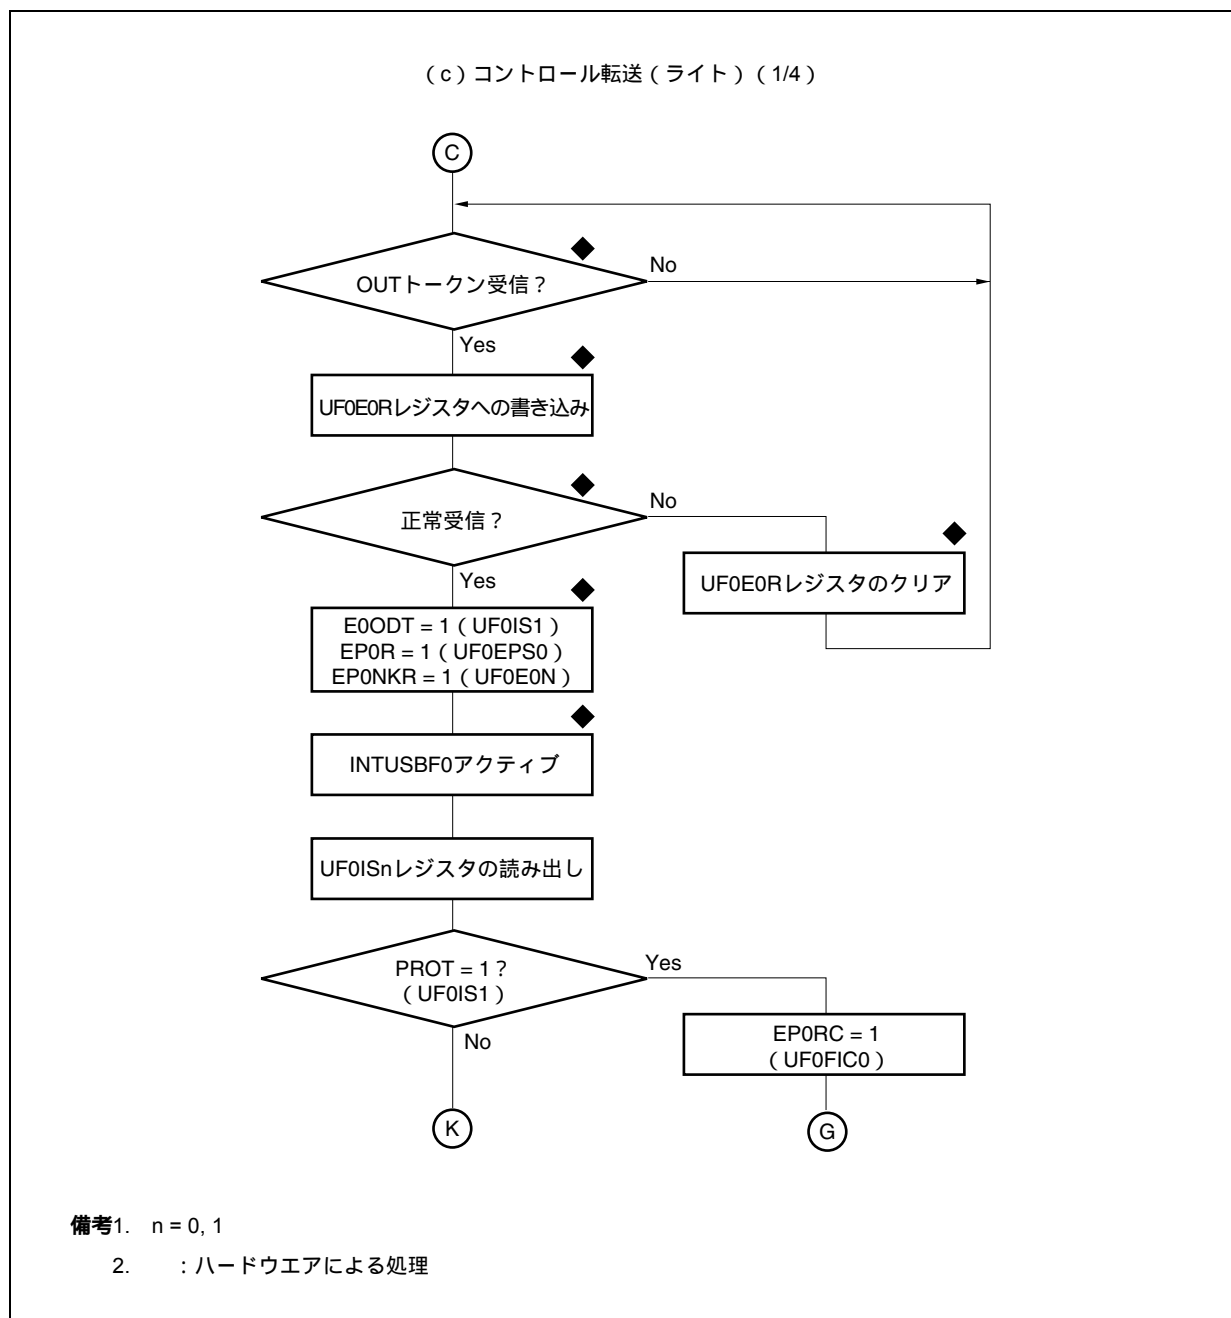 (c)コントロール転送(ライト)(1/4)
C
OUTトークン受信?
No
Yes
UF0E0Rレジスタへの書き込み
正常受信?
No
Yes
UF0E0Rレジスタのクリア
E0ODT = 1(UF0IS1)
EP0R = 1(UF0EPS0)
EP0NKR = 1(UF0E0N)
INTUSBF0アクティブ
UF0ISnレジスタの読み出し
PROT = 1?
(UF0IS1)
Yes
No
EP0RC = 1
(UF0FIC0)
K
G
備考1. n = 0, 1
2. :ハードウエアによる処理